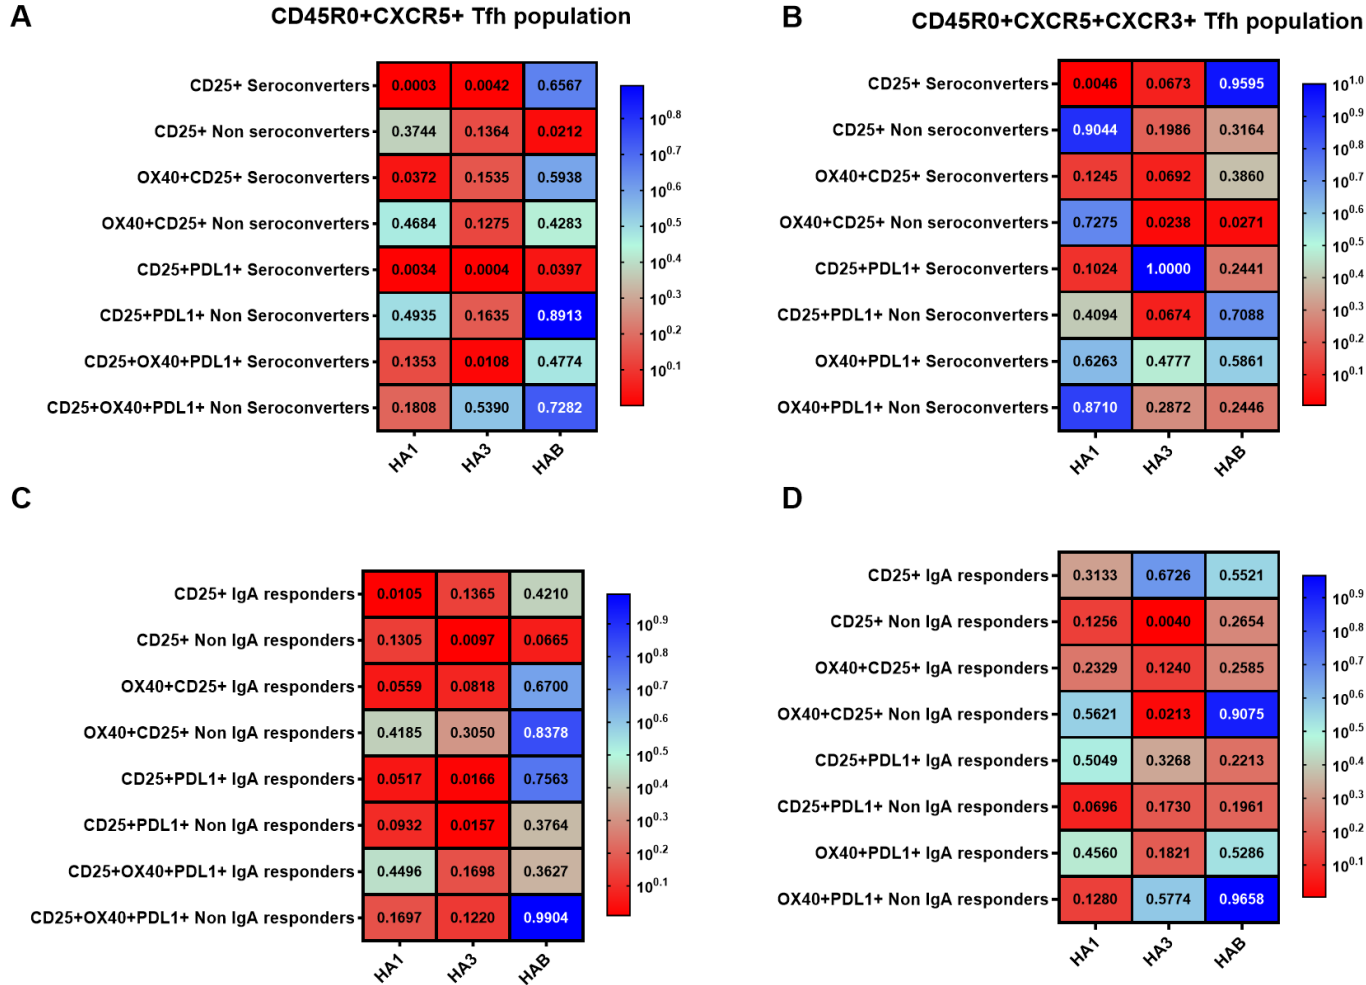 A
CD45R0+CXCR5+ Tfh population
CD25+ Seroconverters 0.0003 0.0042 0.6567
CD25+ Non seroconverters 0.3744 0.1364 0.0212
OX40+CD25+ Seroconverters 0.0372 0.1535 0.5938
OX40+CD25+ Non seroconverters 0.4684 0.1275 0.4283
CD25+PDL1+ Seroconverters 0.0034 0.0004 0.0397
CD25+PDL1+ Non Seroconverters 0.4935 0.1635 0.8913
CD25+OX40+PDL1+ Seroconverters 0.1353 0.0108 0.4774
CD25+OX40+PDL1+ Non Seroconverters 0.1808 0.5390 0.7282
HA1 HA3 HAB
10^0.8
10^0.7
10^0.6
10^0.5
10^0.4
10^0.3
10^0.2
10^0.1
B
CD45R0+CXCR5+CXCR3+ Tfh population
CD25+ Seroconverters 0.0046 0.0673 0.9595
CD25+ Non seroconverters 0.9044 0.1986 0.3164
OX40+CD25+ Seroconverters 0.1245 0.0692 0.3860
OX40+CD25+ Non seroconverters 0.7275 0.0238 0.0271
CD25+PDL1+ Seroconverters 0.1024 1.0000 0.2441
CD25+PDL1+ Non Seroconverters 0.4094 0.0674 0.7088
OX40+PDL1+ Seroconverters 0.6263 0.4777 0.5861
OX40+PDL1+ Non Seroconverters 0.8710 0.2872 0.2446
HA1 HA3 HAB
10^1.0
10^0.9
10^0.8
10^0.7
10^0.6
10^0.5
10^0.4
10^0.3
10^0.2
10^0.1
C
CD25+ IgA responders 0.0105 0.1365 0.4210
CD25+ Non IgA responders 0.1305 0.0097 0.0665
OX40+CD25+ IgA responders 0.0559 0.0818 0.6700
OX40+CD25+ Non IgA responders 0.4185 0.3050 0.8378
CD25+PDL1+ IgA responders 0.0517 0.0166 0.7563
CD25+PDL1+ Non IgA responders 0.0932 0.0157 0.3764
CD25+OX40+PDL1+ IgA responders 0.4496 0.1698 0.3627
CD25+OX40+PDL1+ Non IgA responders 0.1697 0.1220 0.9904
HA1 HA3 HAB
10^0.9
10^0.8
10^0.7
10^0.6
10^0.5
10^0.4
10^0.3
10^0.2
10^0.1
D
CD25+ IgA responders 0.3133 0.6726 0.5521
CD25+ Non IgA responders 0.1256 0.0040 0.2654
OX40+CD25+ IgA responders 0.2329 0.1240 0.2585
OX40+CD25+ Non IgA responders 0.5621 0.0213 0.9075
CD25+PDL1+ IgA responders 0.5049 0.3268 0.2213
CD25+PDL1+ Non IgA responders 0.0696 0.1730 0.1961
OX40+PDL1+ IgA responders 0.4560 0.1821 0.5286
OX40+PDL1+ Non IgA responders 0.1280 0.5774 0.9658
HA1 HA3 HAB
10^0.9
10^0.8
10^0.7
10^0.6
10^0.5
10^0.4
10^0.3
10^0.2
10^0.1